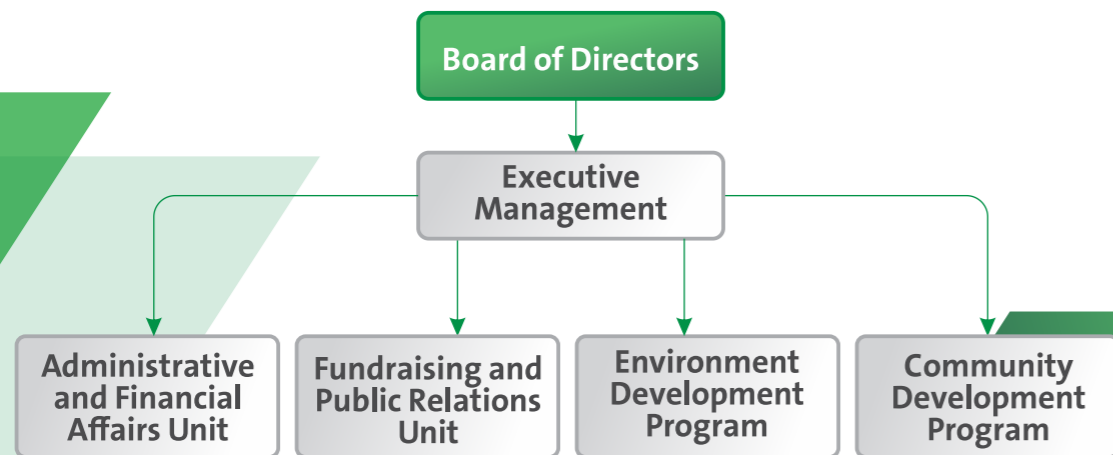 Board of Directors
Executive
Management
Administrative
and Financial
Affairs Unit
Fundraising and
Public Relations
Unit
Environment
Development
Program
Community
Development
Program